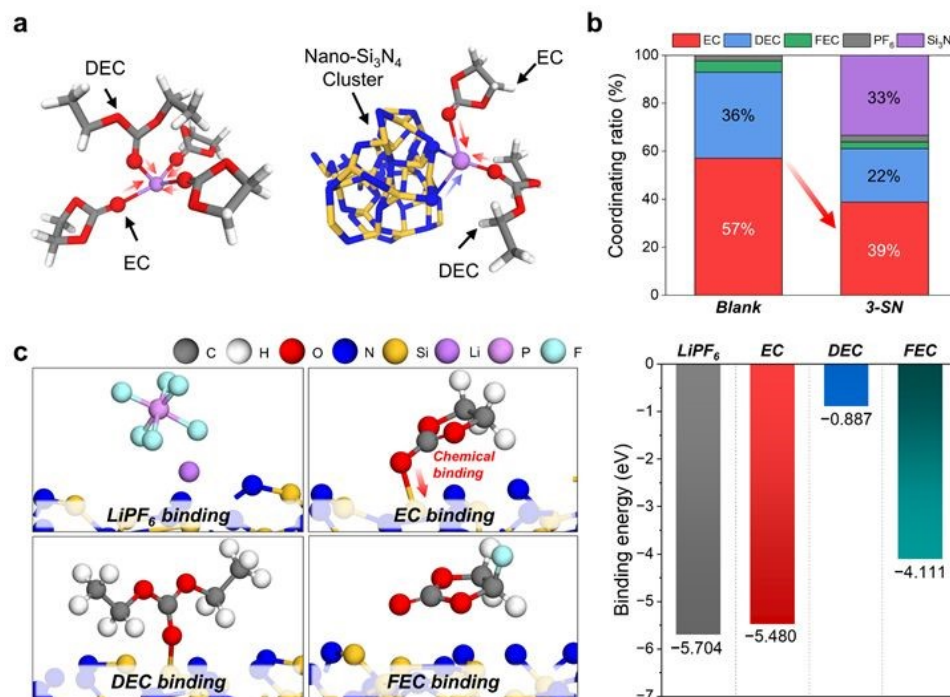 a
DEC
EC
Nano-Si₃N₄
Cluster
EC
DEC
b
EC DEC FEC PF₆ Si₃N
Coordinating ratio (%)
100
80
60
40
20
0
36%
57%
33%
22%
39%
Blank 3-SN
c
C H O N Si Li P F
LiPF₆ binding
Chemical
binding
EC binding
DEC binding
FEC binding
LiPF₆ EC DEC FEC
Binding energy (eV)
0
−1
−2
−3
−4
−5
−6
−7
−0.887
−4.111
−5.480
−5.704